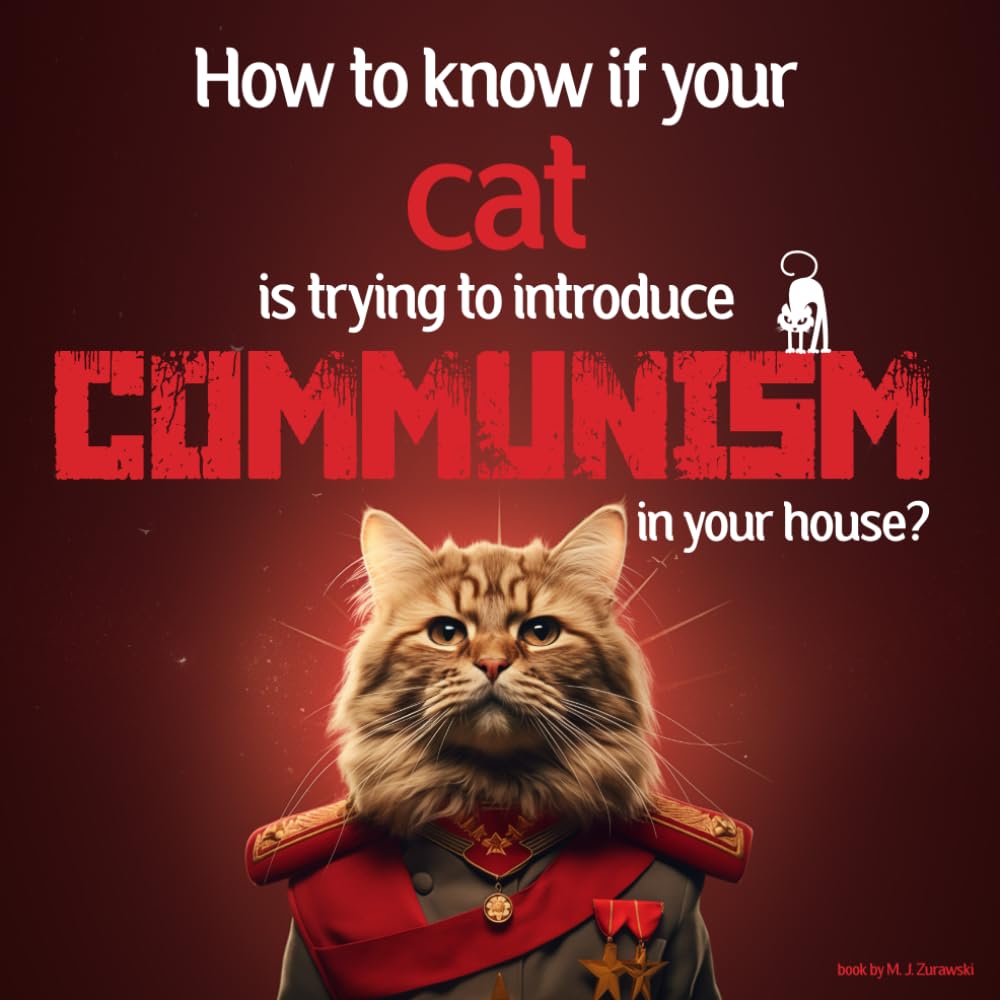 How to know if your
cat
is trying to introduce
COMMUNISM
in your house?
book by M. J. Zurawski